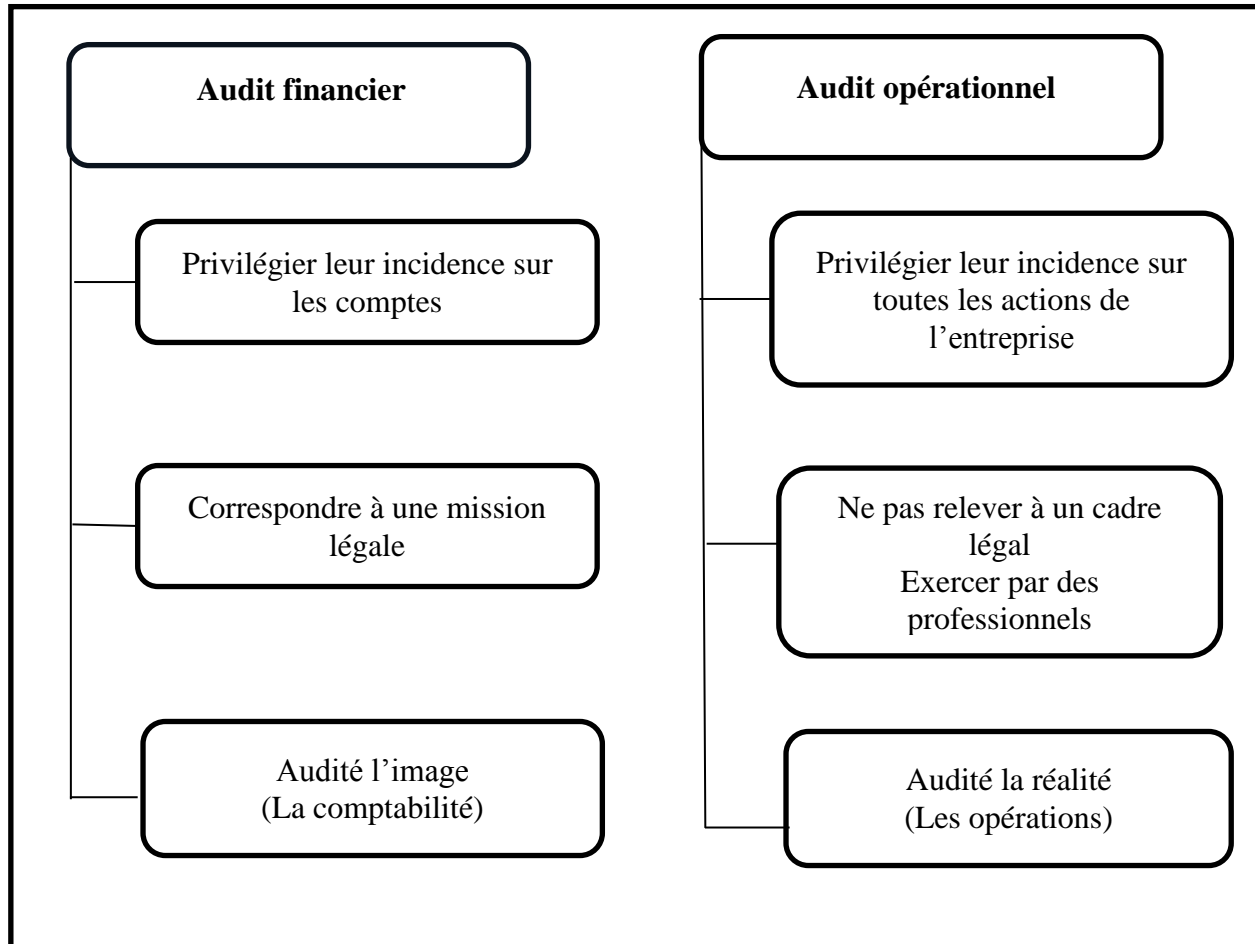 Audit financier
Privilégier leur incidence sur
les comptes
Correspondre à une mission
légale
Audité l’image
(La comptabilité)
Audit opérationnel
Privilégier leur incidence sur
toutes les actions de
l’entreprise
Ne pas relever à un cadre
légal
Exercer par des
professionnels
Audité la réalité
(Les opérations)